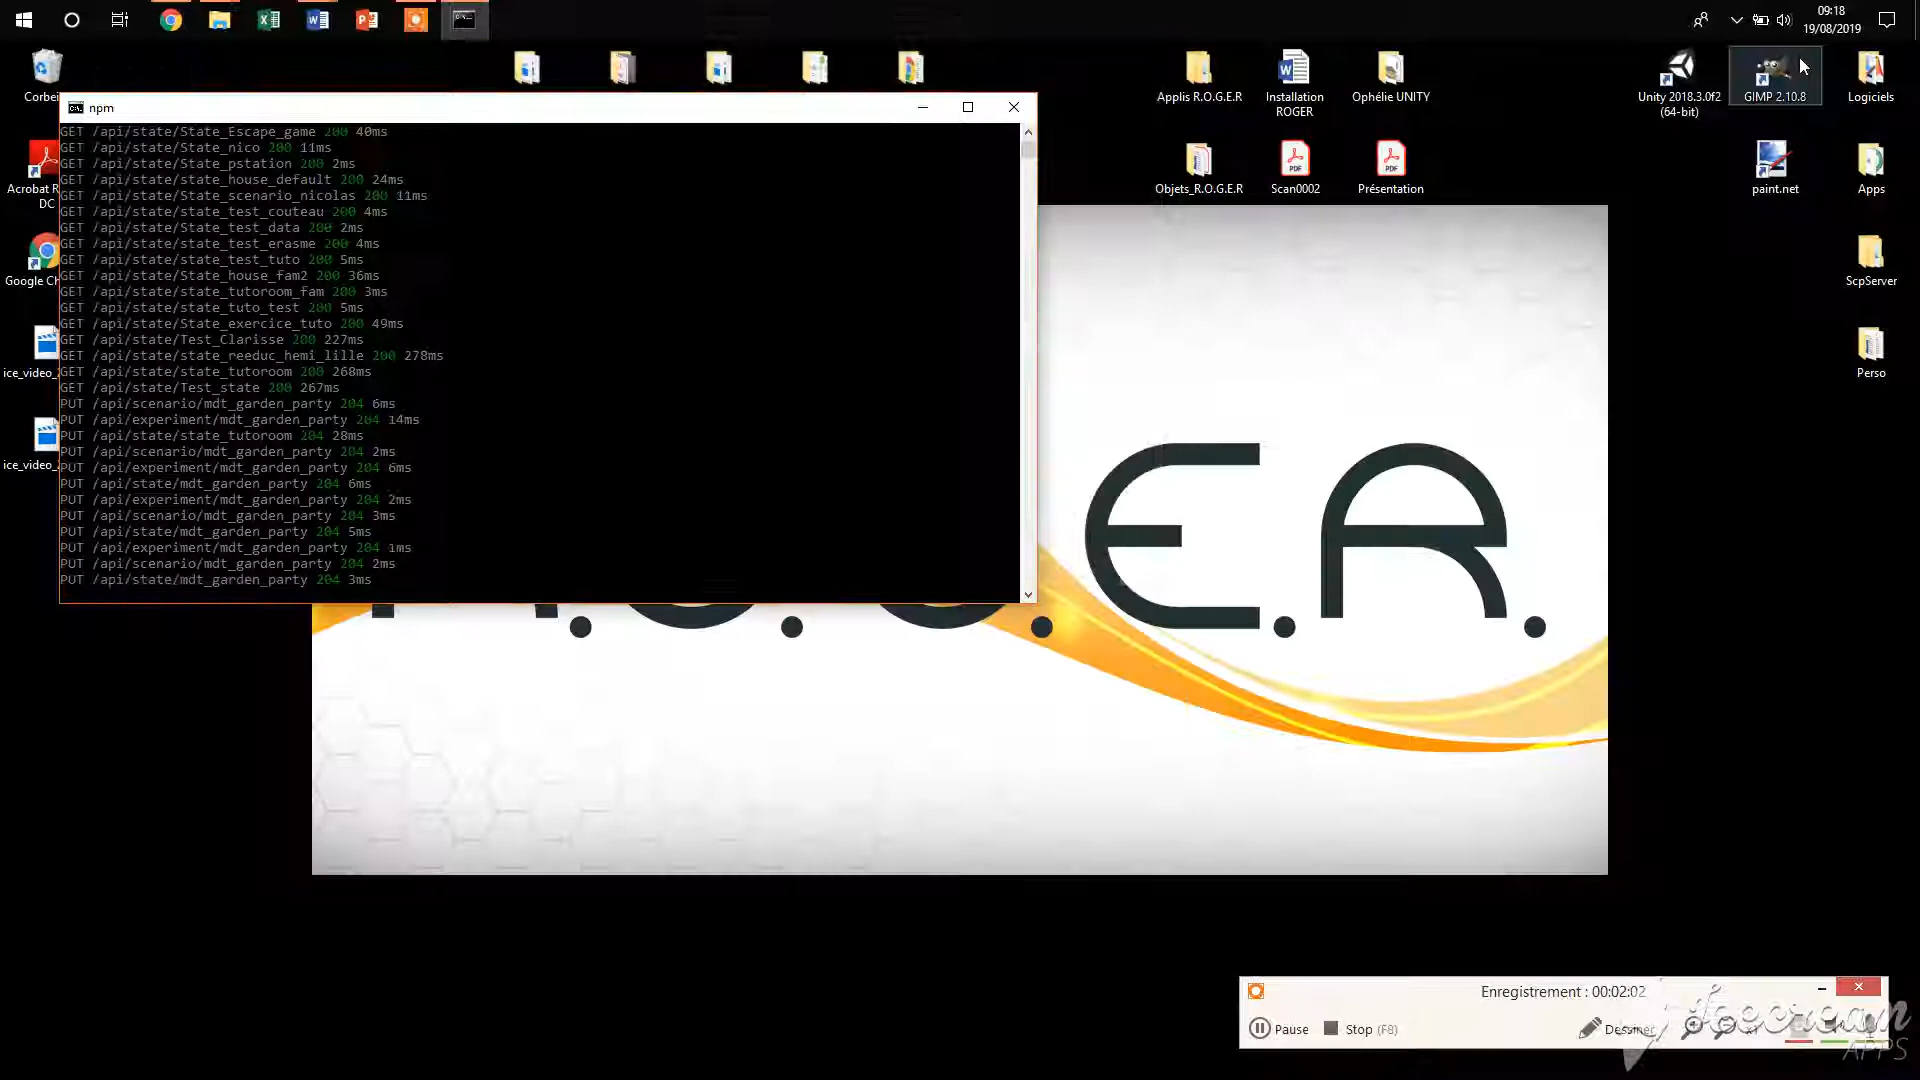 09:18
19/08/2019
Corbei
Applis R.O.G.E.R
Installation
ROGER
Ophélie UNITY
Unity 2018.3.0f2
(64-bit)
GIMP 2.10.8
Logiciels
npm
GET /api/state/State_Escape_game 200 40ms
GET /api/state/State_nico 200 11ms
GET /api/state/State_pstation 200 2ms
GET /api/state/state_house_default 200 24ms
GET /api/state/State_scenario_nicolas 200 11ms
GET /api/state/State_test_couteau 200 4ms
GET /api/state/State_test_data 200 2ms
GET /api/state/State_test_erasme 200 4ms
GET /api/state/State_test_tuto 200 5ms
GET /api/state/State_house_fam2 200 36ms
GET /api/state/state_tutoroom_fam 200 3ms
GET /api/state/state_tuto_test 200 5ms
GET /api/state/State_exercice_tuto 200 49ms
GET /api/state/Test_Clarisse 200 227ms
GET /api/state/state_reeduc_hemi_lille 200 278ms
GET /api/state/state_tutoroom 200 268ms
GET /api/state/Test_state 200 267ms
PUT /api/scenario/mdt_garden_party 204 6ms
PUT /api/experiment/mdt_garden_party 204 14ms
PUT /api/state/state_tutoroom 204 28ms
PUT /api/scenario/mdt_garden_party 204 2ms
PUT /api/experiment/mdt_garden_party 204 6ms
PUT /api/state/mdt_garden_party 204 6ms
PUT /api/experiment/mdt_garden_party 204 2ms
PUT /api/scenario/mdt_garden_party 204 3ms
PUT /api/state/mdt_garden_party 204 5ms
PUT /api/experiment/mdt_garden_party 204 1ms
PUT /api/scenario/mdt_garden_party 204 2ms
PUT /api/state/mdt_garden_party 204 3ms
Acrobat R
DC
Objets_R.O.G.E.R
Scan0002
Présentation
paint.net
Apps
Google Ch
ScpServer
ice_video_
Perso
ice_video_
E.R.
Enregistrement : 00:02:02
Pause
Stop (F8)
Dessiner
Icecream
APPS